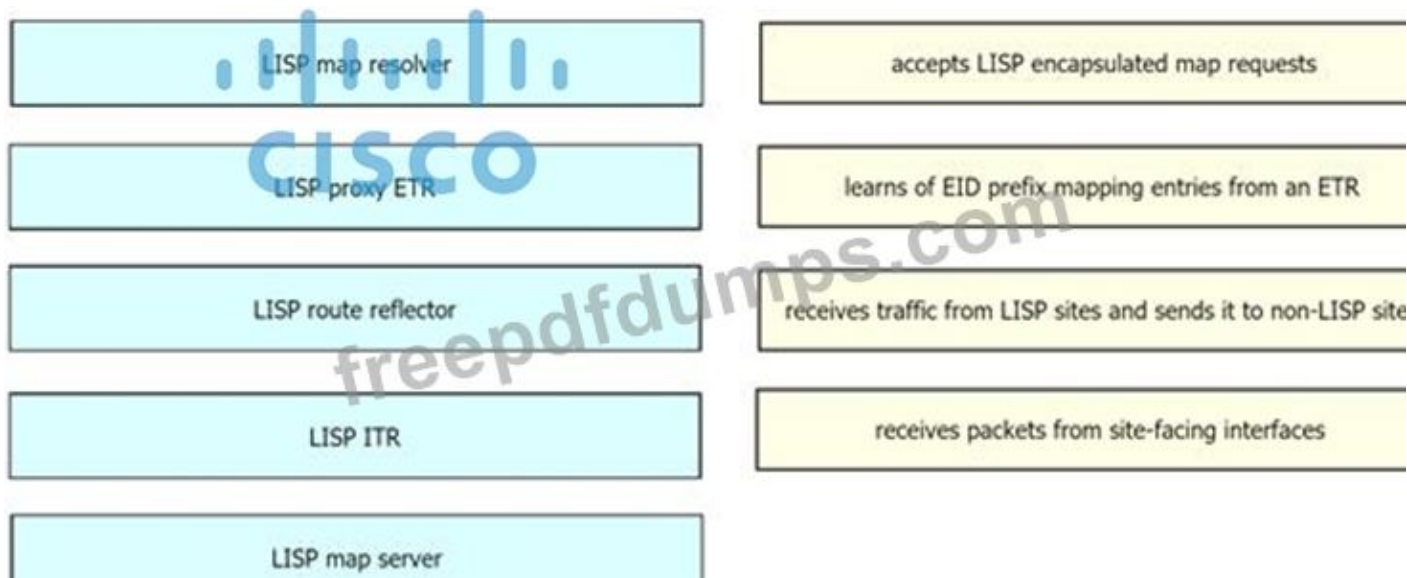 LISP map resolver
accepts LISP encapsulated map requests
CISCO
LISP proxy ETR
learns of EID prefix mapping entries from an ETR
LISP route reflector
receives traffic from LISP sites and sends it to non-LISP site
freepdfdumps.com
LISP ITR
receives packets from site-facing interfaces
LISP map server